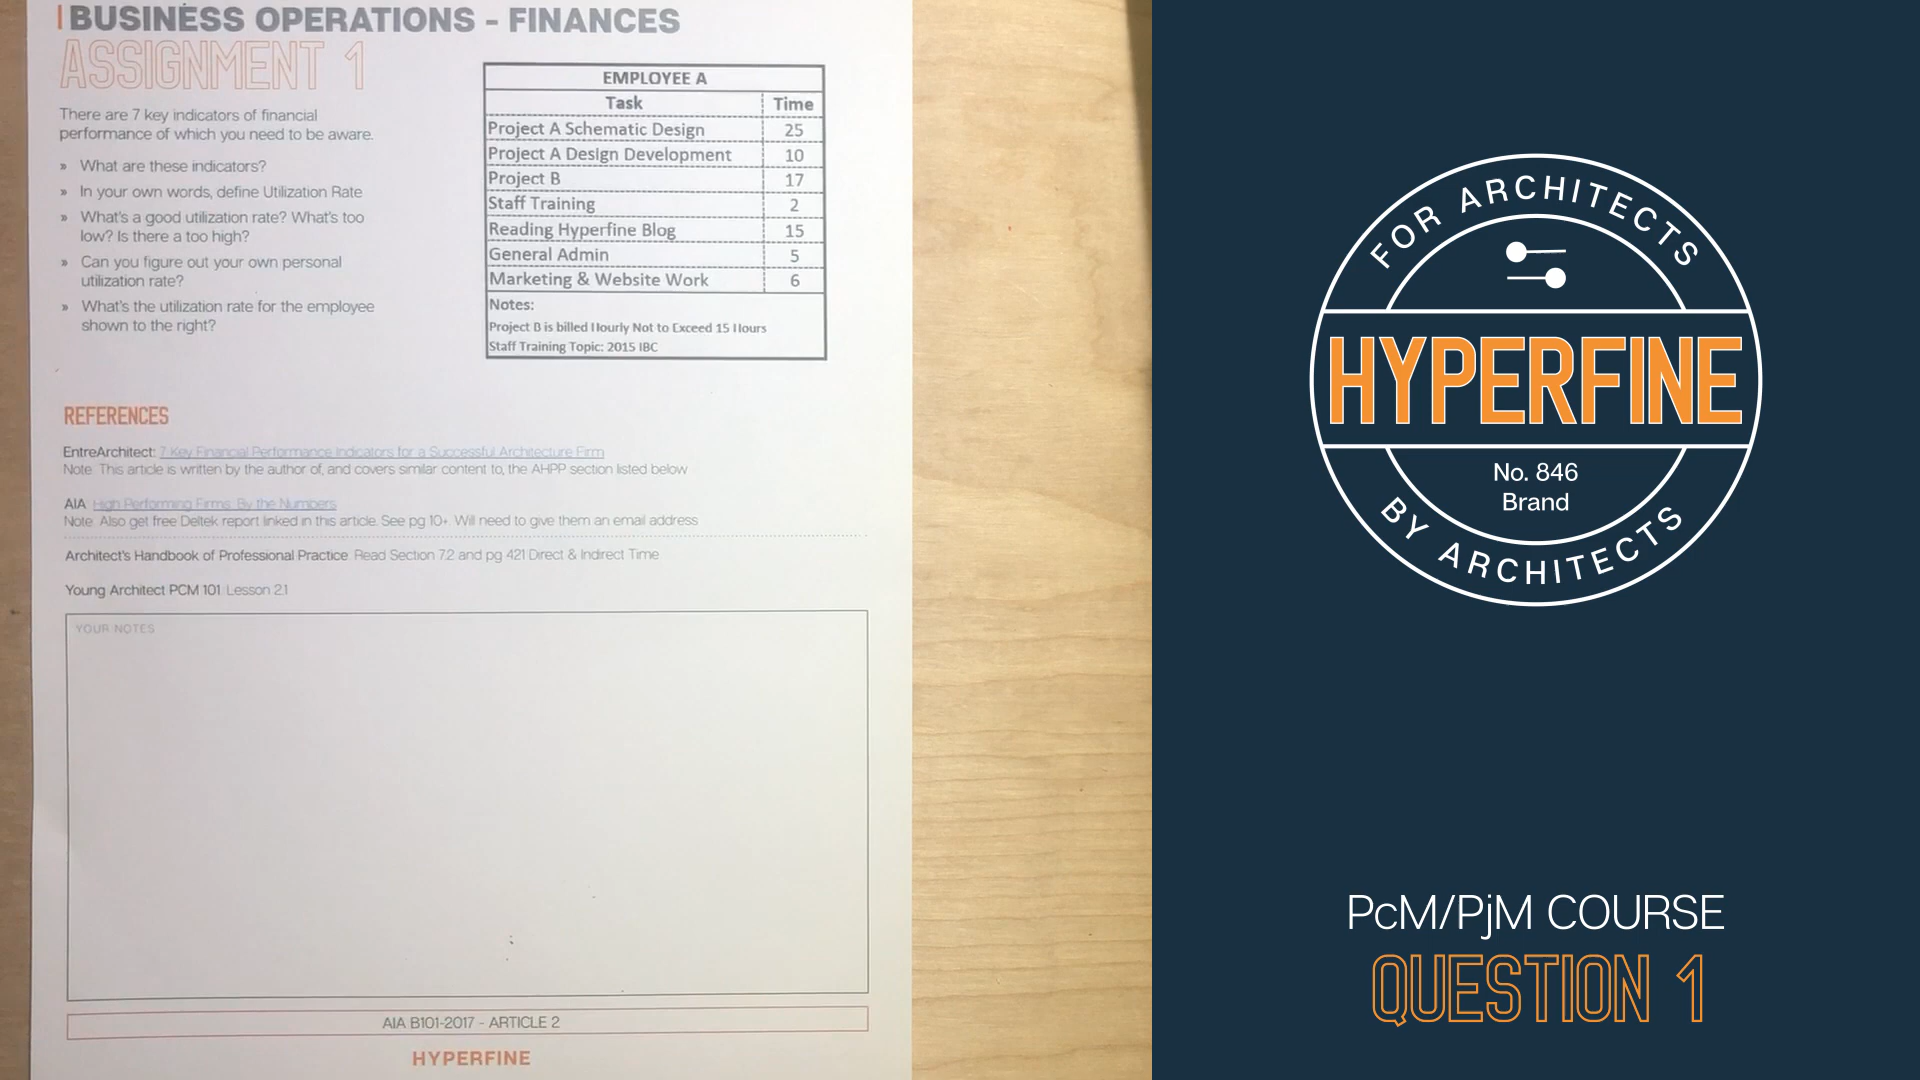 BUSINESS OPERATIONS - FINANCES
ASSIGNMENT 1
There are 7 key indicators of financial
performance of which you need to be aware.
» What are these indicators?
» In your own words, define Utilization Rate
» What's a good utilization rate? What's too
low? Is there a too high?
» Can you figure out your own personal
utilization rate?
» What's the utilization rate for the employee
shown to the right?
EMPLOYEE A
Task Time
Project A Schematic Design 25
Project A Design Development 10
Project B 17
Staff Training 2
Reading Hyperfine Blog 15
General Admin 5
Marketing & Website Work 6
Notes:
Project B is billed Hourly Not to Exceed 15 Hours
Staff Training Topic: 2015 IBC
REFERENCES
EntreArchitect: 7 Key Financial Performance Indicators for a Successful Architecture Firm
Note: This article is written by the author of, and covers similar content to, the AHPP section listed below
AIA: High Performing Firms: By the Numbers
Note: Also get free Deltek report linked in this article. See pg 10+. Will need to give them an email address
Architect's Handbook of Professional Practice: Read Section 7.2 and pg 421 Direct & Indirect Time
Young Architect PCM 101: Lesson 2.1
YOUR NOTES
AIA B101-2017 - ARTICLE 2
HYPERFINE
FOR ARCHITECTS
HYPERFINE
No. 846
Brand
BY ARCHITECTS
PcM/PjM COURSE
QUESTION 1